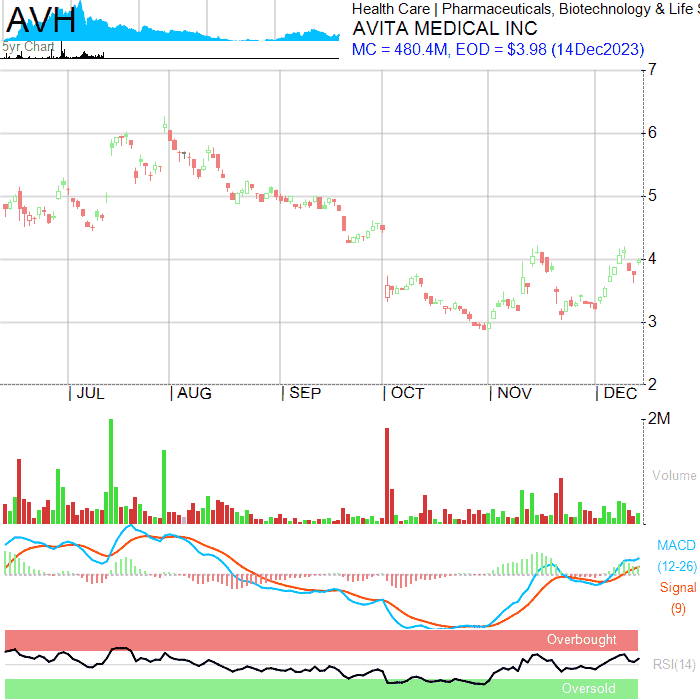 AVH
5yr Chart
Health Care | Pharmaceuticals, Biotechnology & Life S
AVITA MEDICAL INC
MC = 480.4M, EOD = $3.98 (14Dec2023)
7
6
5
4
3
2
| JUL
| AUG
| SEP
| OCT
| NOV
| DEC
2M
Volume
MACD
(12-26)
Signal
(9)
Overbought
RSI(14)
Oversold